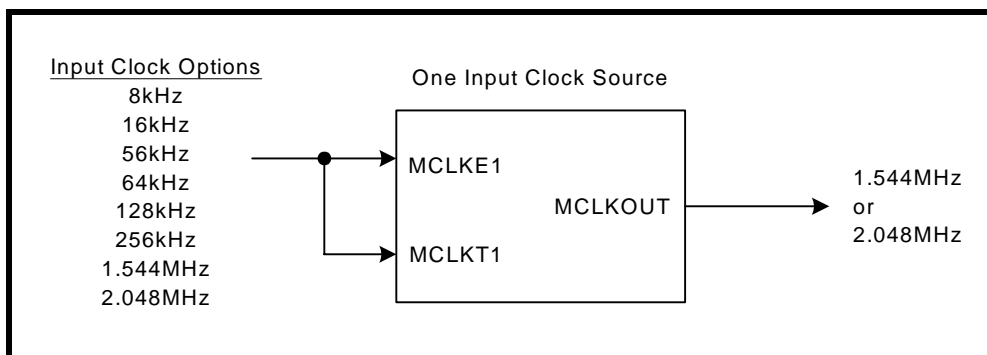 Input Clock Options
8kHz
16kHz
56kHz
64kHz
128kHz
256kHz
1.544MHz
2.048MHz
One Input Clock Source
MCLKE1
MCLKT1
MCLKOUT
1.544MHz
or
2.048MHz